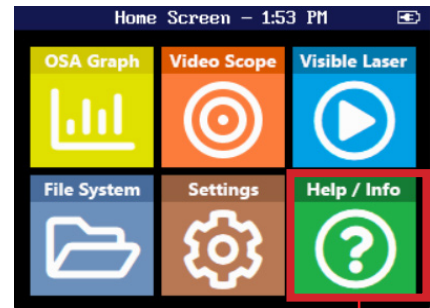 Home Screen – 1:53 PM
OSA Graph Video Scope Visible Laser
File System Settings Help / Info
?